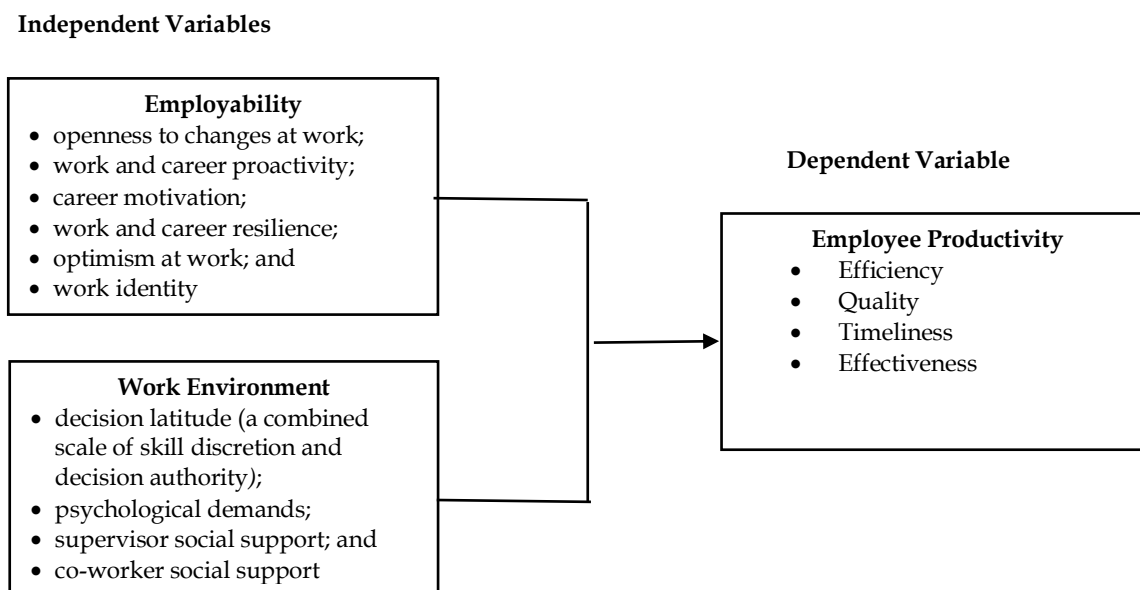 Independent Variables
Employability
• openness to changes at work;
• work and career proactivity;
• career motivation;
• work and career resilience;
• optimism at work; and
• work identity
Work Environment
• decision latitude (a combined
scale of skill discretion and
decision authority);
• psychological demands;
• supervisor social support; and
• co-worker social support
Dependent Variable
Employee Productivity
• Efficiency
• Quality
• Timeliness
• Effectiveness